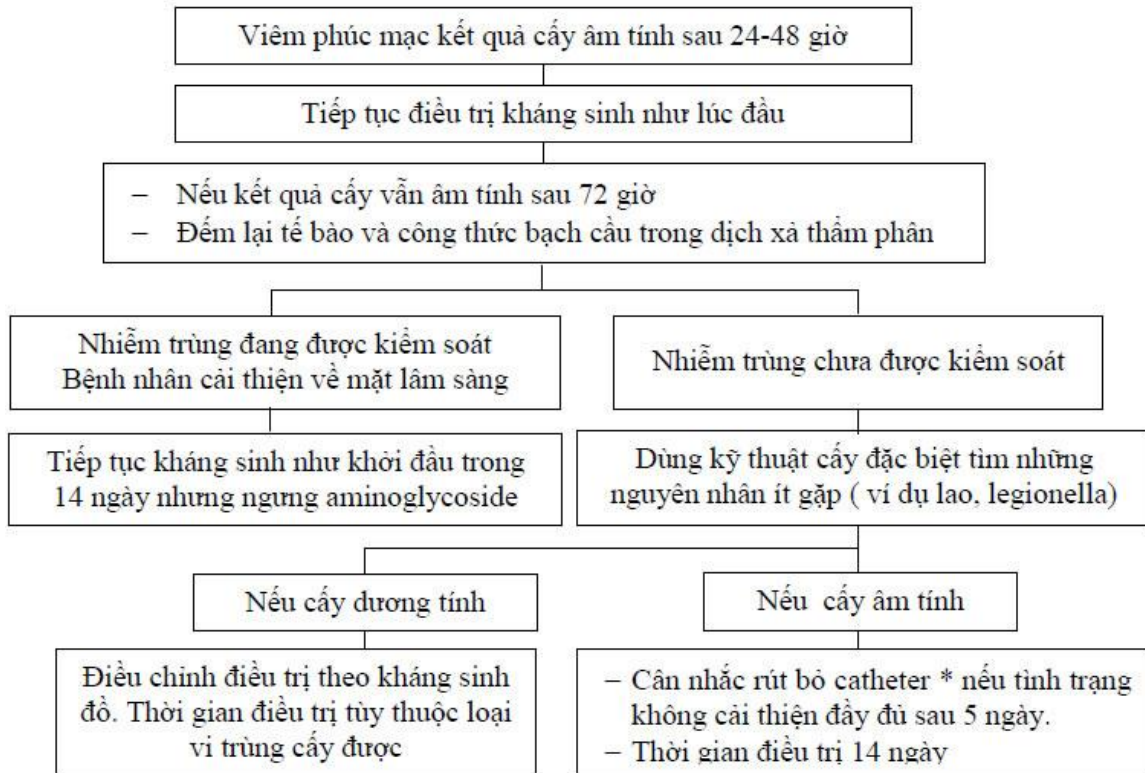 Viêm phúc mạc kết quả cấy âm tính sau 24-48 giờ
Tiếp tục điều trị kháng sinh như lúc đầu
– Nếu kết quả cấy vẫn âm tính sau 72 giờ
– Đếm lại tế bào và công thức bạch cầu trong dịch xả thẩm phân
Nhiễm trùng đang được kiểm soát
Bệnh nhân cải thiện về mặt lâm sàng
Nhiễm trùng chưa được kiểm soát
Tiếp tục kháng sinh như khởi đầu trong
14 ngày nhưng ngưng aminoglycoside
Dùng kỹ thuật cấy đặc biệt tìm những
nguyên nhân ít gặp ( ví dụ lao, legionella)
Nếu cấy dương tính
Nếu cấy âm tính
Điều chỉnh điều trị theo kháng sinh
đồ. Thời gian điều trị tùy thuộc loại
vi trùng cấy được
– Cân nhắc rút bỏ catheter * nếu tình trạng
không cải thiện đầy đủ sau 5 ngày.
– Thời gian điều trị 14 ngày